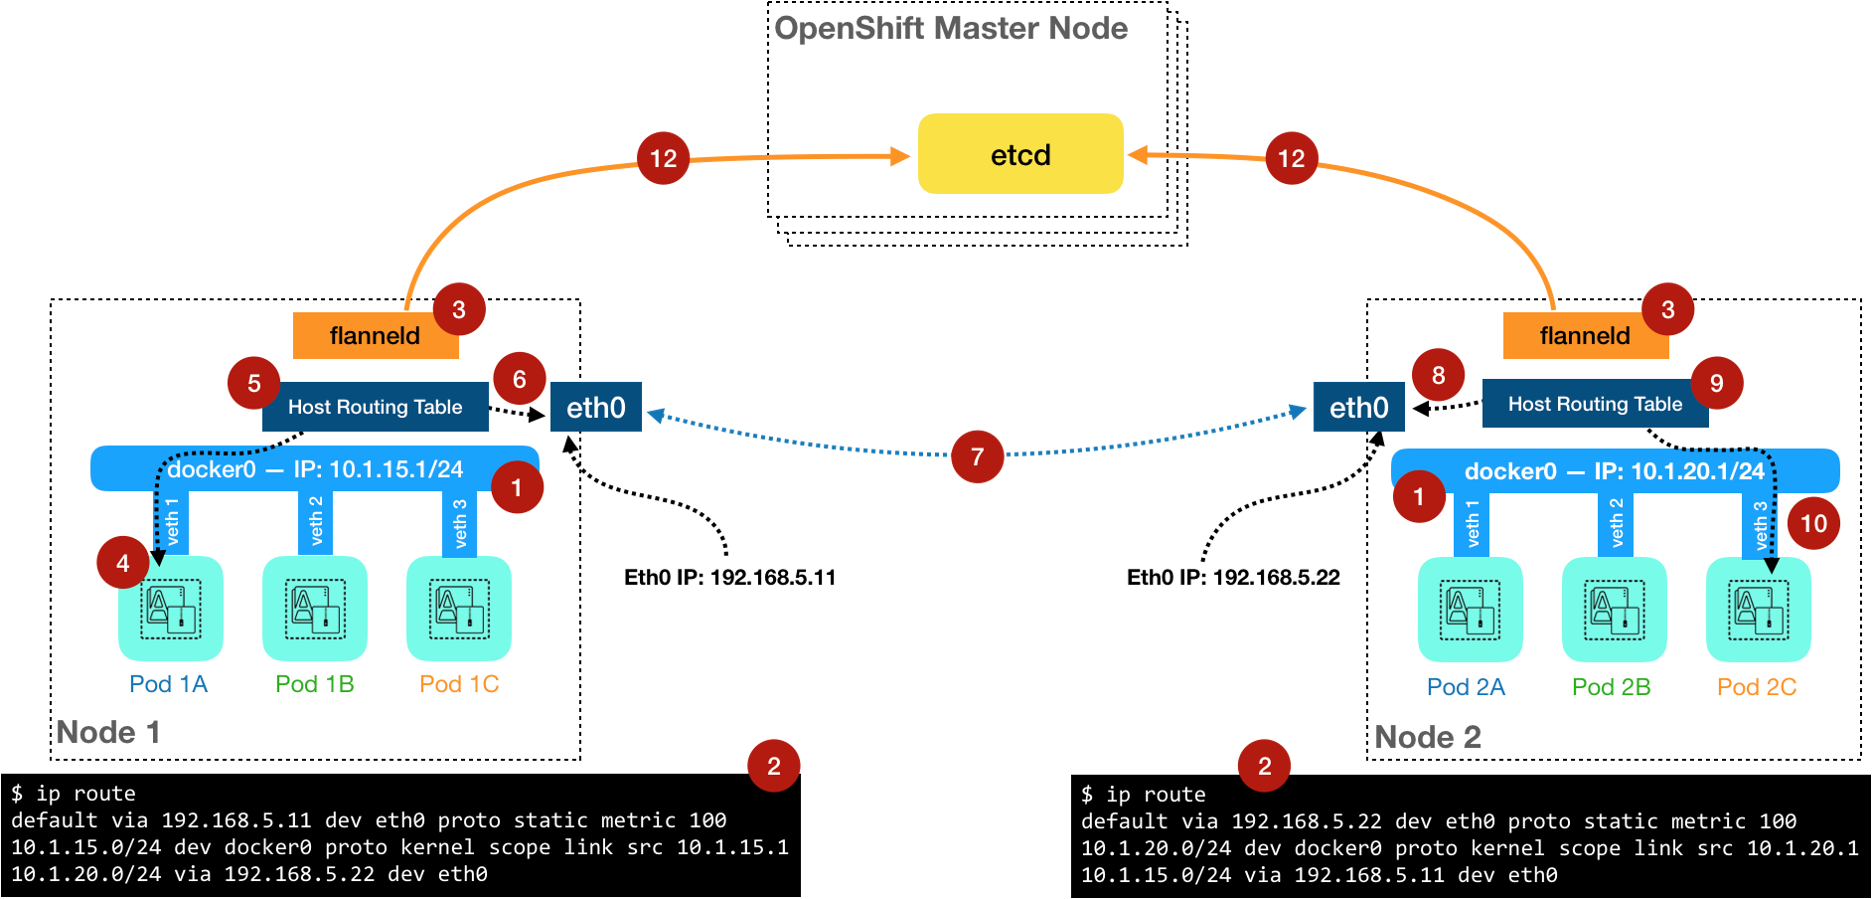 OpenShift Master Node
etcd
12
12
3
flanneld
5
Host Routing Table
6
eth0
docker0 — IP: 10.1.15.1/24
1
veth 1
veth 2
veth 3
4
Pod 1A
Pod 1B
Pod 1C
Node 1
Eth0 IP: 192.168.5.11
7
3
flanneld
8
eth0
Host Routing Table
9
docker0 — IP: 10.1.20.1/24
1
veth 1
veth 2
veth 3
10
Eth0 IP: 192.168.5.22
Pod 2A
Pod 2B
Pod 2C
Node 2
2
$ ip route
default via 192.168.5.11 dev eth0 proto static metric 100
10.1.15.0/24 dev docker0 proto kernel scope link src 10.1.15.1
10.1.20.0/24 via 192.168.5.22 dev eth0
2
$ ip route
default via 192.168.5.22 dev eth0 proto static metric 100
10.1.20.0/24 dev docker0 proto kernel scope link src 10.1.20.1
10.1.15.0/24 via 192.168.5.11 dev eth0